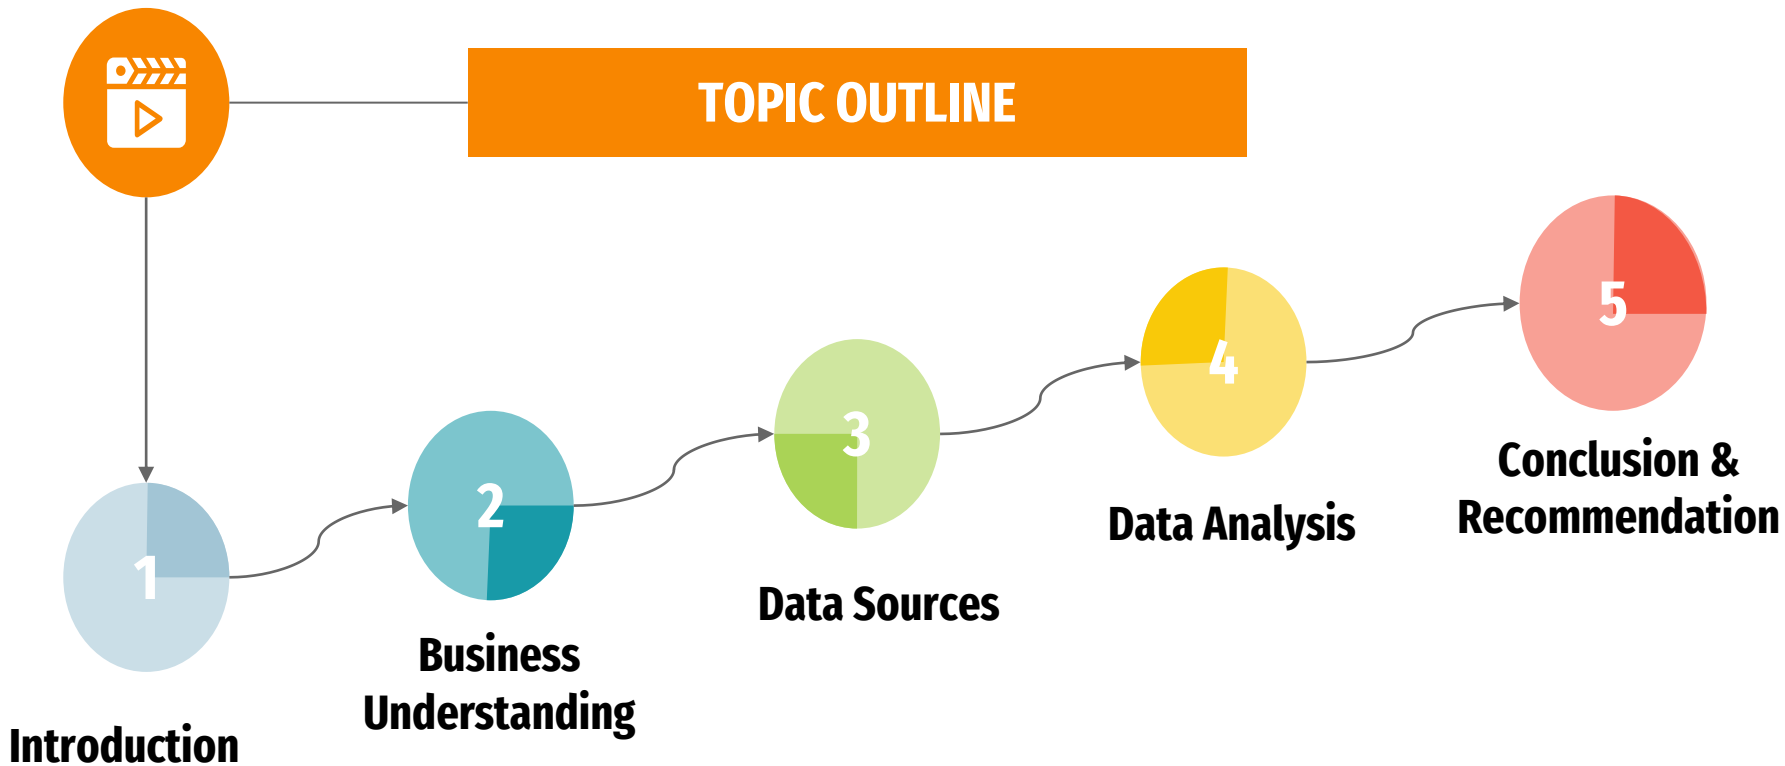 TOPIC OUTLINE
1
Introduction
2
Business
Understanding
3
Data Sources
4
Data Analysis
5
Conclusion &
Recommendation